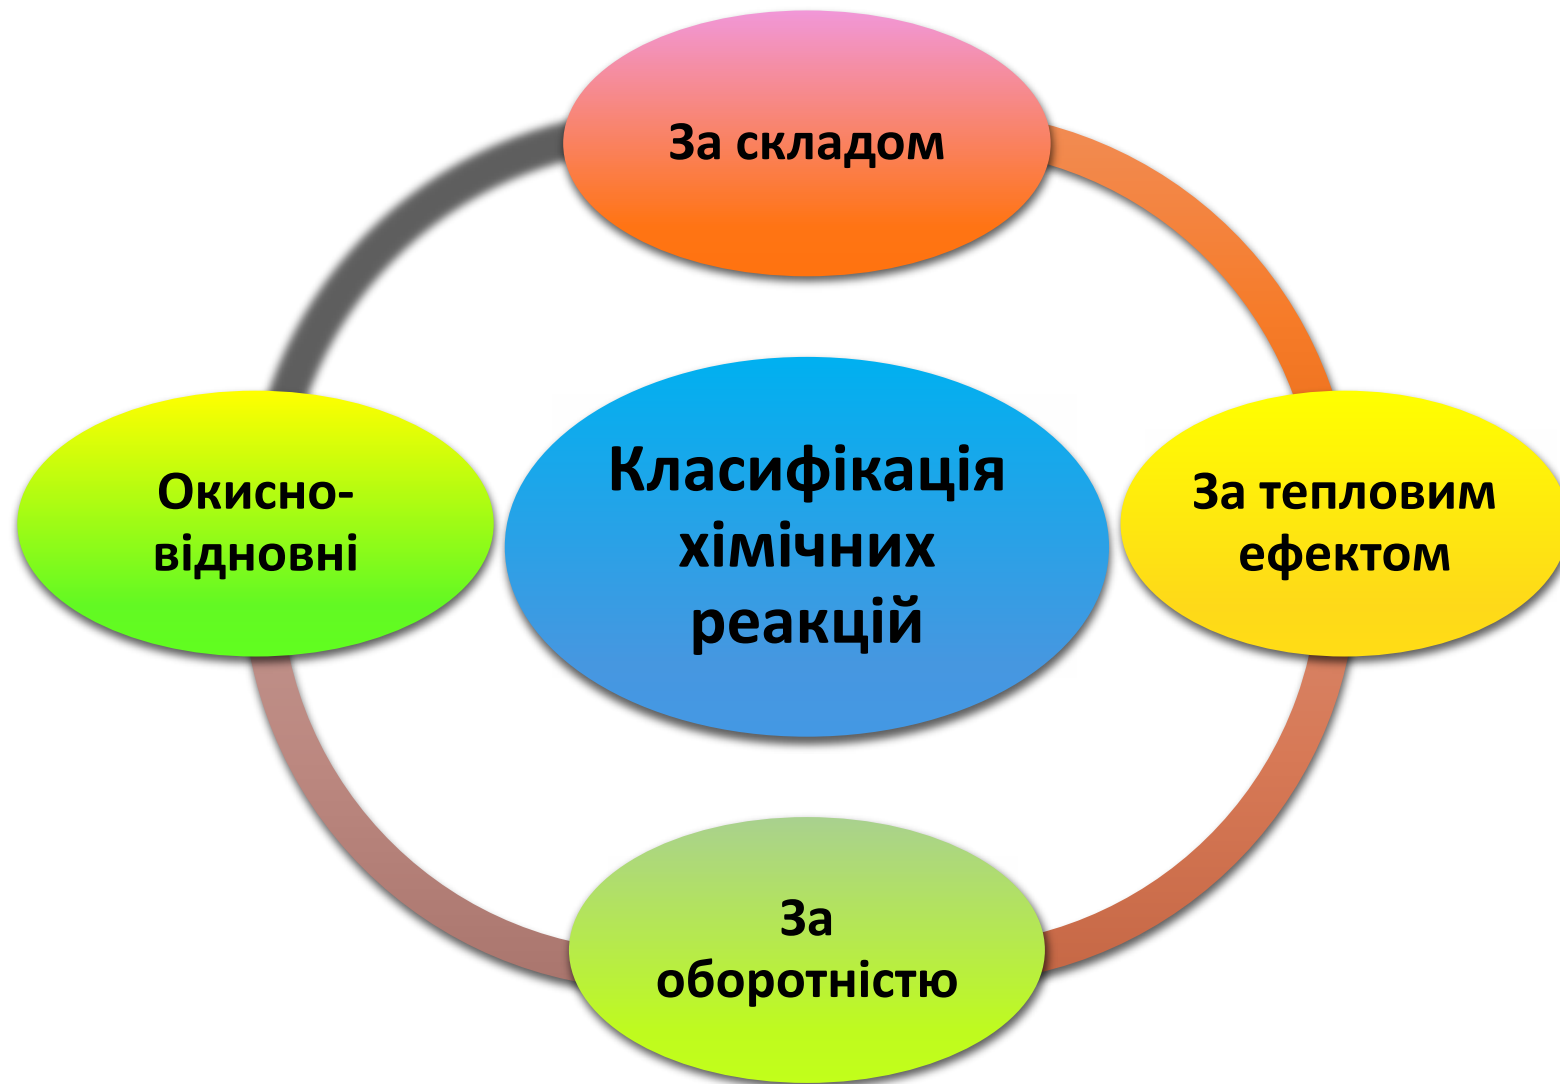 За складом
Класифікація
хімічних
реакцій
Окисно-
відновні
За тепловим
ефектом
За
оборотністю